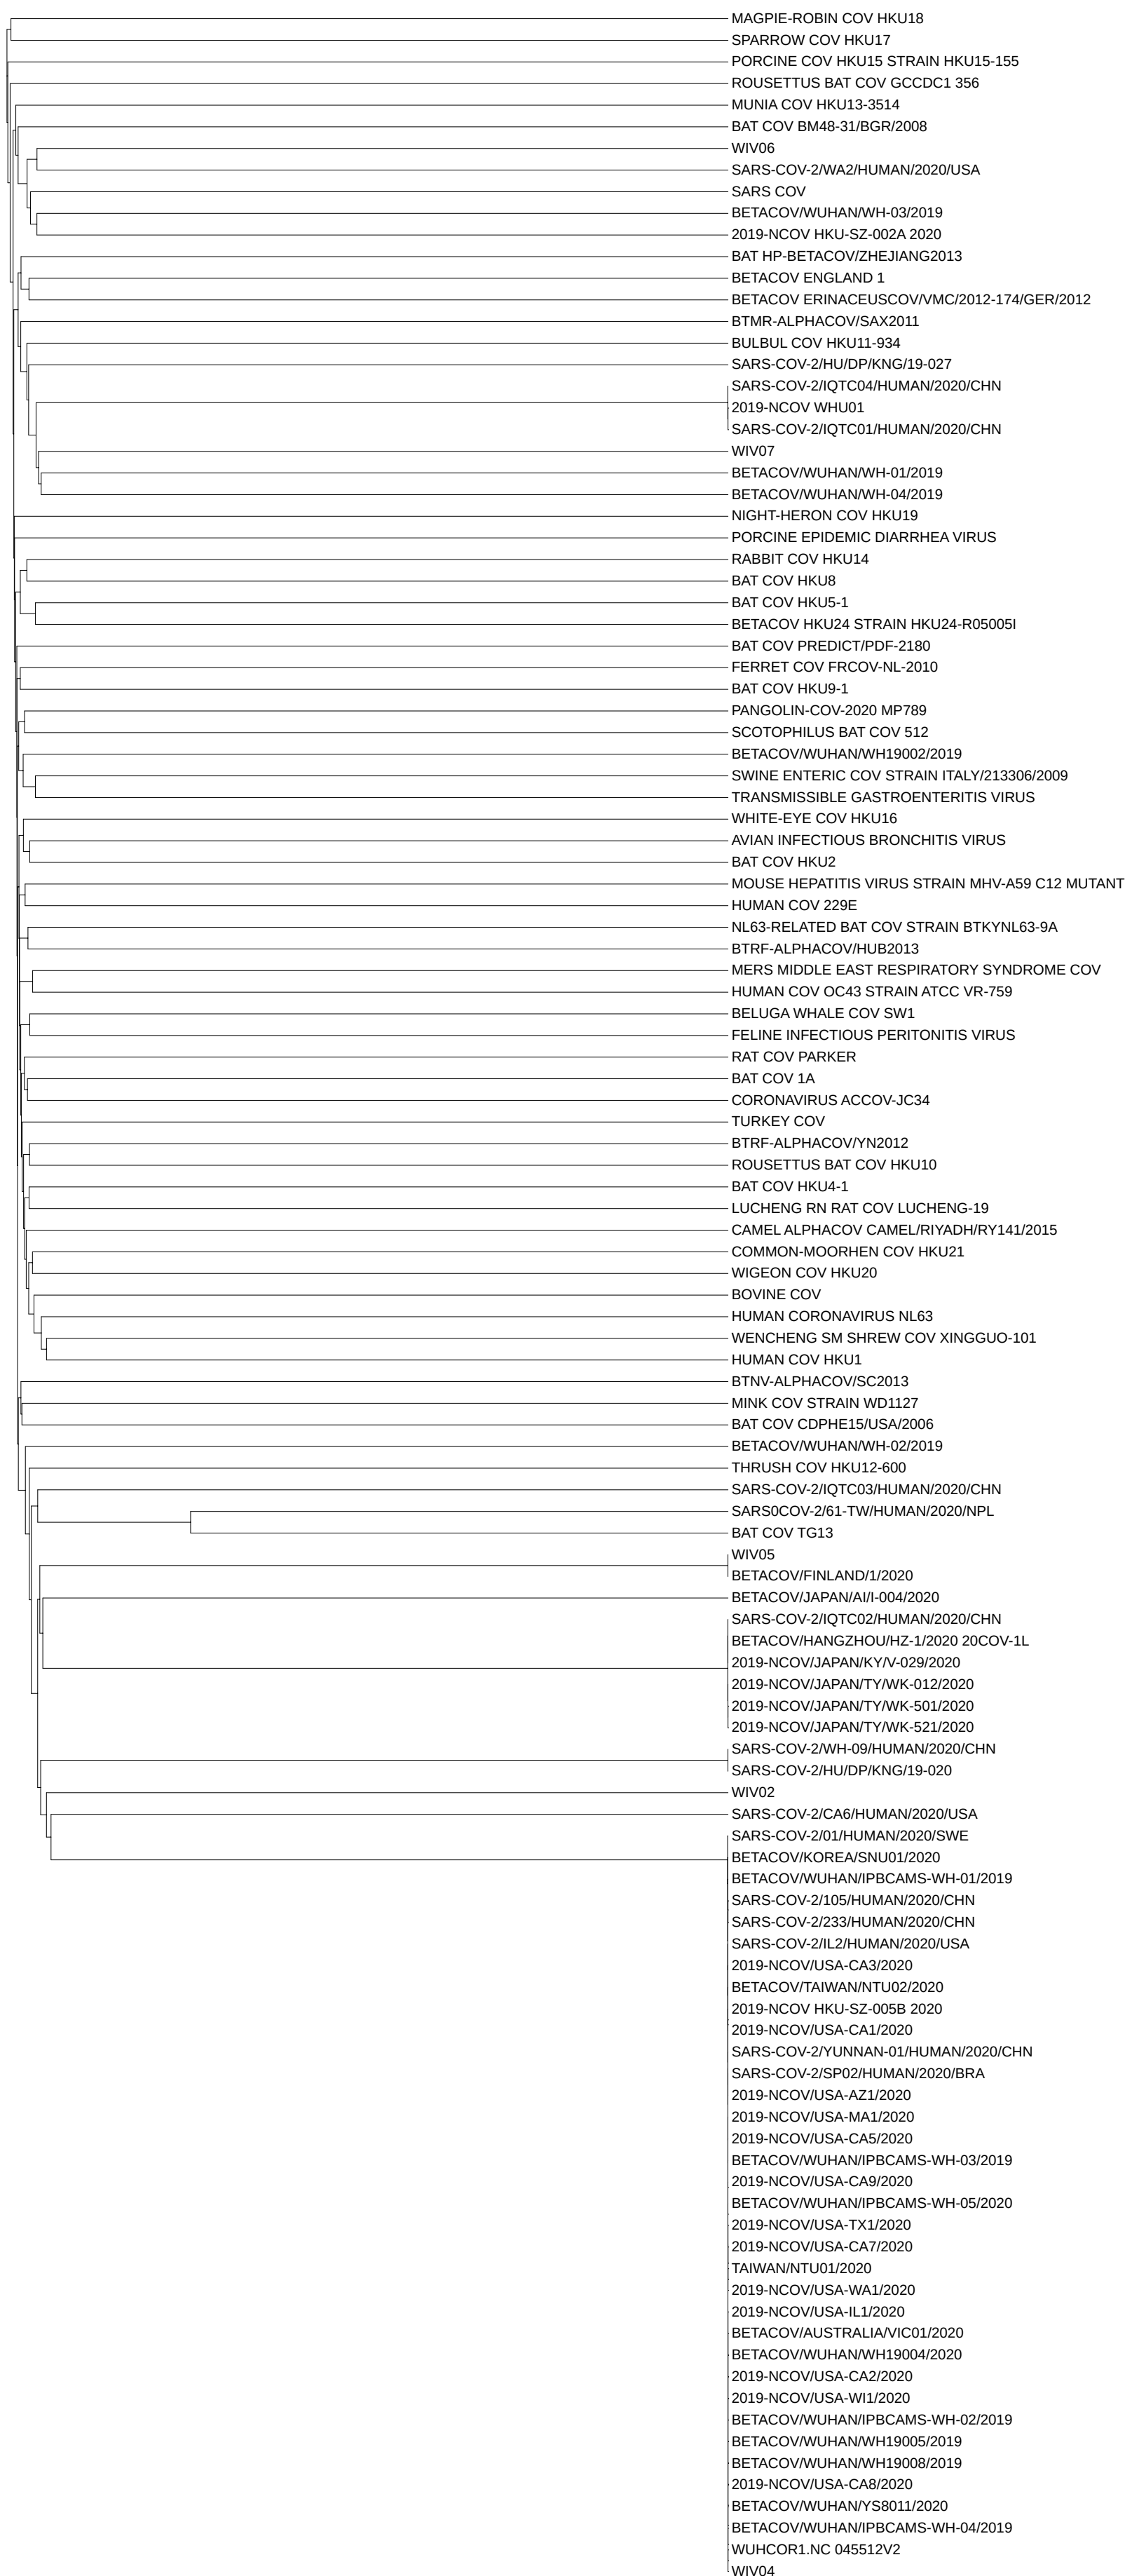 MAGPIE-ROBIN COV HKU18
SPARROW COV HKU17
PORCINE COV HKU15 STRAIN HKU15-155
ROUSETTUS BAT COV GCCDC1 356
MUNIA COV HKU13-3514
BAT COV BM48-31/BGR/2008
WIV06
SARS-COV-2/WA2/HUMAN/2020/USA
SARS COV
BETACOV/WUHAN/WH-03/2019
2019-NCOV HKU-SZ-002A 2020
BAT HP-BETACOV/ZHEJIANG2013
BETACOV ENGLAND 1
BETACOV ERINACEUSCOV/VMC/2012-174/GER/2012
BTMR-ALPHACOV/SAX2011
BULBUL COV HKU11-934
SARS-COV-2/HU/DP/KNG/19-027
SARS-COV-2/IQTC04/HUMAN/2020/CHN
2019-NCOV WHU01
SARS-COV-2/IQTC01/HUMAN/2020/CHN
WIV07
BETACOV/WUHAN/WH-01/2019
BETACOV/WUHAN/WH-04/2019
NIGHT-HERON COV HKU19
PORCINE EPIDEMIC DIARRHEA VIRUS
RABBIT COV HKU14
BAT COV HKU8
BAT COV HKU5-1
BETACOV HKU24 STRAIN HKU24-R05005I
BAT COV PREDICT/PDF-2180
FERRET COV FRCOV-NL-2010
BAT COV HKU9-1
PANGOLIN-COV-2020 MP789
SCOTOPHILUS BAT COV 512
BETACOV/WUHAN/WH19002/2019
SWINE ENTERIC COV STRAIN ITALY/213306/2009
TRANSMISSIBLE GASTROENTERITIS VIRUS
WHITE-EYE COV HKU16
AVIAN INFECTIOUS BRONCHITIS VIRUS
BAT COV HKU2
MOUSE HEPATITIS VIRUS STRAIN MHV-A59 C12 MUTANT
HUMAN COV 229E
NL63-RELATED BAT COV STRAIN BTKYNL63-9A
BTRF-ALPHACOV/HUB2013
MERS MIDDLE EAST RESPIRATORY SYNDROME COV
HUMAN COV OC43 STRAIN ATCC VR-759
BELUGA WHALE COV SW1
FELINE INFECTIOUS PERITONITIS VIRUS
RAT COV PARKER
BAT COV 1A
CORONAVIRUS ACCOV-JC34
TURKEY COV
BTRF-ALPHACOV/YN2012
ROUSETTUS BAT COV HKU10
BAT COV HKU4-1
LUCHENG RN RAT COV LUCHENG-19
CAMEL ALPHACOV CAMEL/RIYADH/RY141/2015
COMMON-MOORHEN COV HKU21
WIGEON COV HKU20
BOVINE COV
HUMAN CORONAVIRUS NL63
WENCHENG SM SHREW COV XINGGUO-101
HUMAN COV HKU1
BTNV-ALPHACOV/SC2013
MINK COV STRAIN WD1127
BAT COV CDPHE15/USA/2006
BETACOV/WUHAN/WH-02/2019
THRUSH COV HKU12-600
SARS-COV-2/IQTC03/HUMAN/2020/CHN
SARS0COV-2/61-TW/HUMAN/2020/NPL
BAT COV TG13
WIV05
BETACOV/FINLAND/1/2020
BETACOV/JAPAN/AI/I-004/2020
SARS-COV-2/IQTC02/HUMAN/2020/CHN
BETACOV/HANGZHOU/HZ-1/2020 20COV-1L
2019-NCOV/JAPAN/KY/V-029/2020
2019-NCOV/JAPAN/TY/WK-012/2020
2019-NCOV/JAPAN/TY/WK-501/2020
2019-NCOV/JAPAN/TY/WK-521/2020
SARS-COV-2/WH-09/HUMAN/2020/CHN
SARS-COV-2/HU/DP/KNG/19-020
WIV02
SARS-COV-2/CA6/HUMAN/2020/USA
SARS-COV-2/01/HUMAN/2020/SWE
BETACOV/KOREA/SNU01/2020
BETACOV/WUHAN/IPBCAMS-WH-01/2019
SARS-COV-2/105/HUMAN/2020/CHN
SARS-COV-2/233/HUMAN/2020/CHN
SARS-COV-2/IL2/HUMAN/2020/USA
2019-NCOV/USA-CA3/2020
BETACOV/TAIWAN/NTU02/2020
2019-NCOV HKU-SZ-005B 2020
2019-NCOV/USA-CA1/2020
SARS-COV-2/YUNNAN-01/HUMAN/2020/CHN
SARS-COV-2/SP02/HUMAN/2020/BRA
2019-NCOV/USA-AZ1/2020
2019-NCOV/USA-MA1/2020
2019-NCOV/USA-CA5/2020
BETACOV/WUHAN/IPBCAMS-WH-03/2019
2019-NCOV/USA-CA9/2020
BETACOV/WUHAN/IPBCAMS-WH-05/2020
2019-NCOV/USA-TX1/2020
2019-NCOV/USA-CA7/2020
TAIWAN/NTU01/2020
2019-NCOV/USA-WA1/2020
2019-NCOV/USA-IL1/2020
BETACOV/AUSTRALIA/VIC01/2020
BETACOV/WUHAN/WH19004/2020
2019-NCOV/USA-CA2/2020
2019-NCOV/USA-WI1/2020
BETACOV/WUHAN/IPBCAMS-WH-02/2019
BETACOV/WUHAN/WH19005/2019
BETACOV/WUHAN/WH19008/2019
2019-NCOV/USA-CA8/2020
BETACOV/WUHAN/YS8011/2020
BETACOV/WUHAN/IPBCAMS-WH-04/2019
WUHCOR1.NC 045512V2
WIV04